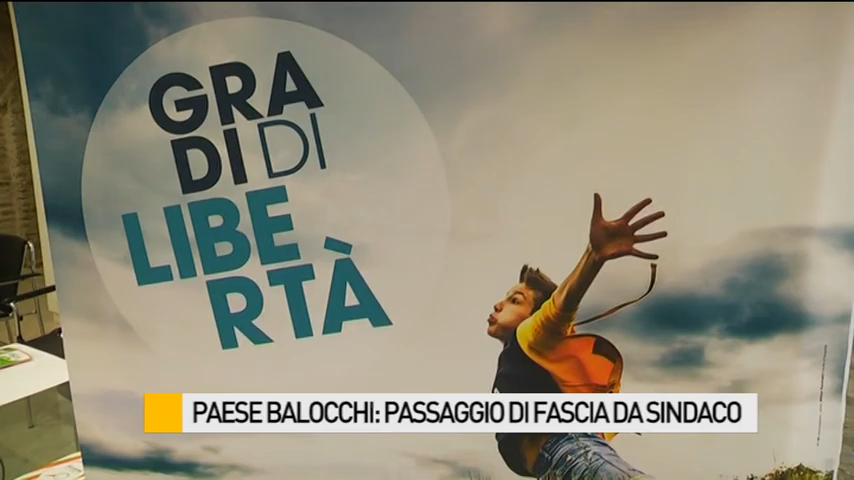 GRA
DI DI
LIBE
RTÀ
PAESE BALOCCHI: PASSAGGIO DI FASCIA DA SINDACO